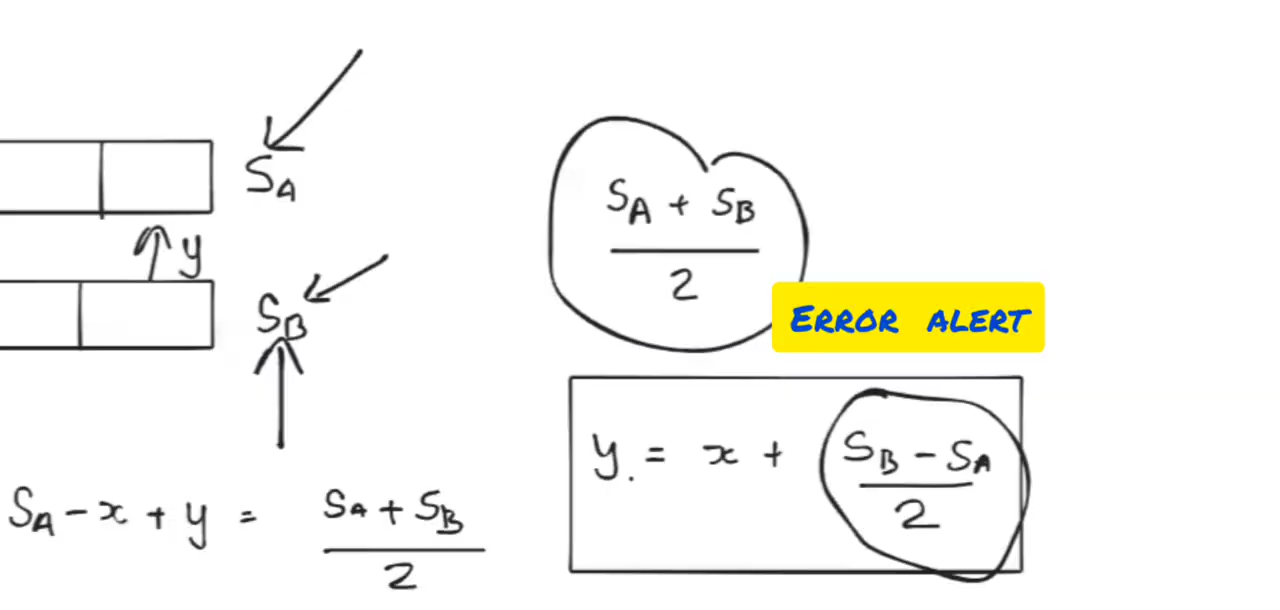 S_A
y
S_B
(S_A + S_B) / 2
ERROR ALERT
y. = x + (S_B - S_A) / 2
S_A - x + y = (S_A + S_B) / 2